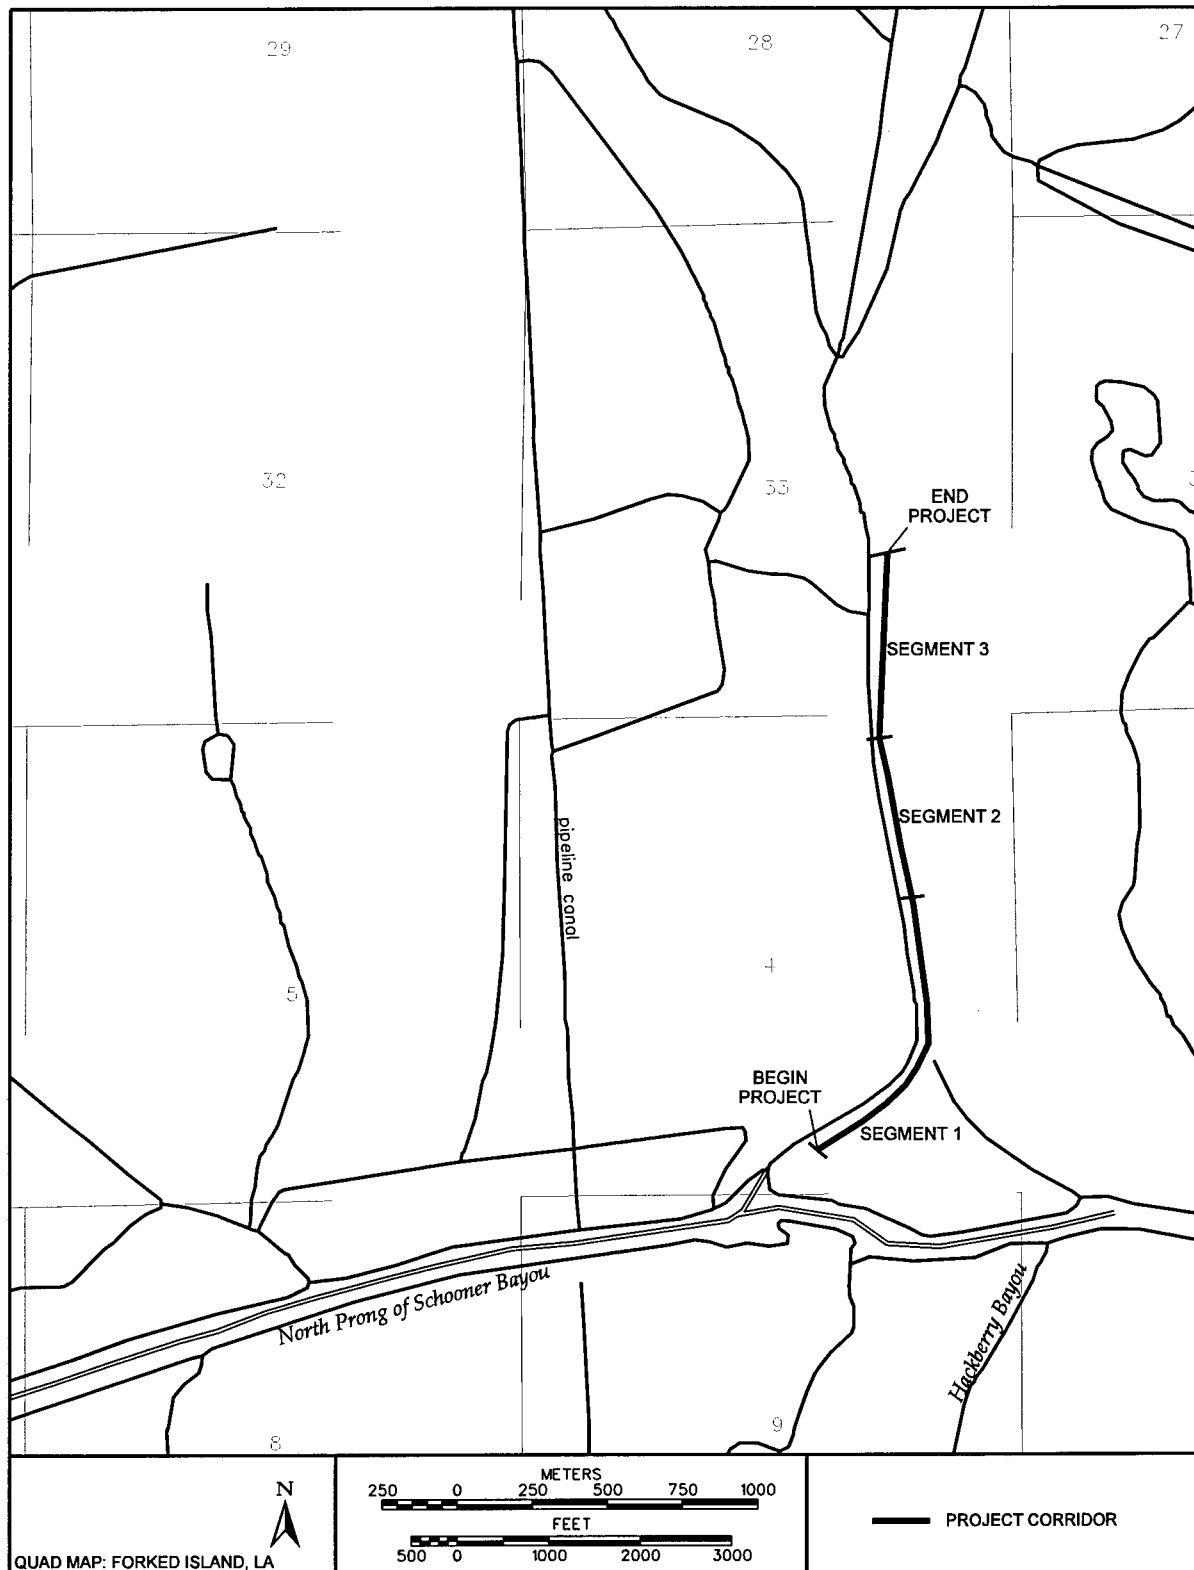 29
28
27
32
33
3
END
PROJECT
SEGMENT 3
SEGMENT 2
pipeline canal
4
5
BEGIN
PROJECT
SEGMENT 1
North Prong of Schooner Bayou
Hackberry Bayou
8
9
N
QUAD MAP: FORKED ISLAND, LA
METERS
250 0 250 500 750 1000
FEET
500 0 1000 2000 3000
PROJECT CORRIDOR